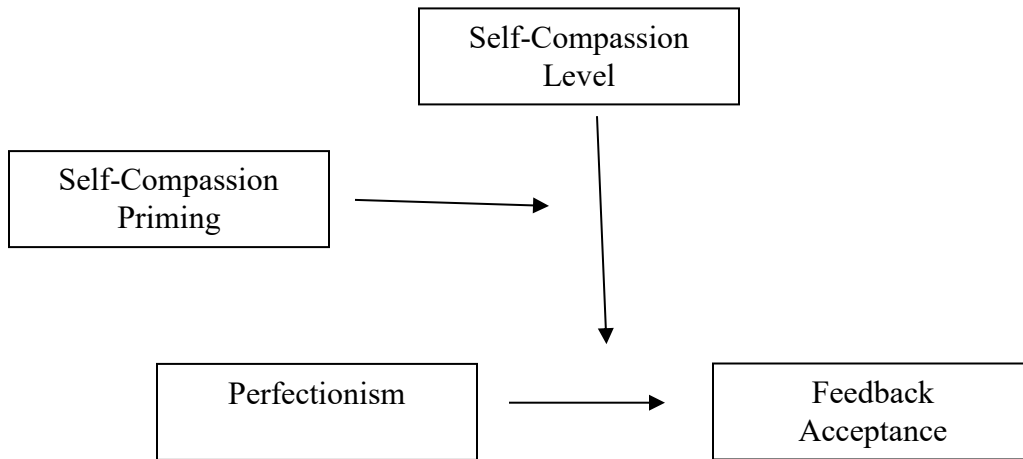 Self-Compassion
Level
Self-Compassion
Priming
Perfectionism
Feedback
Acceptance